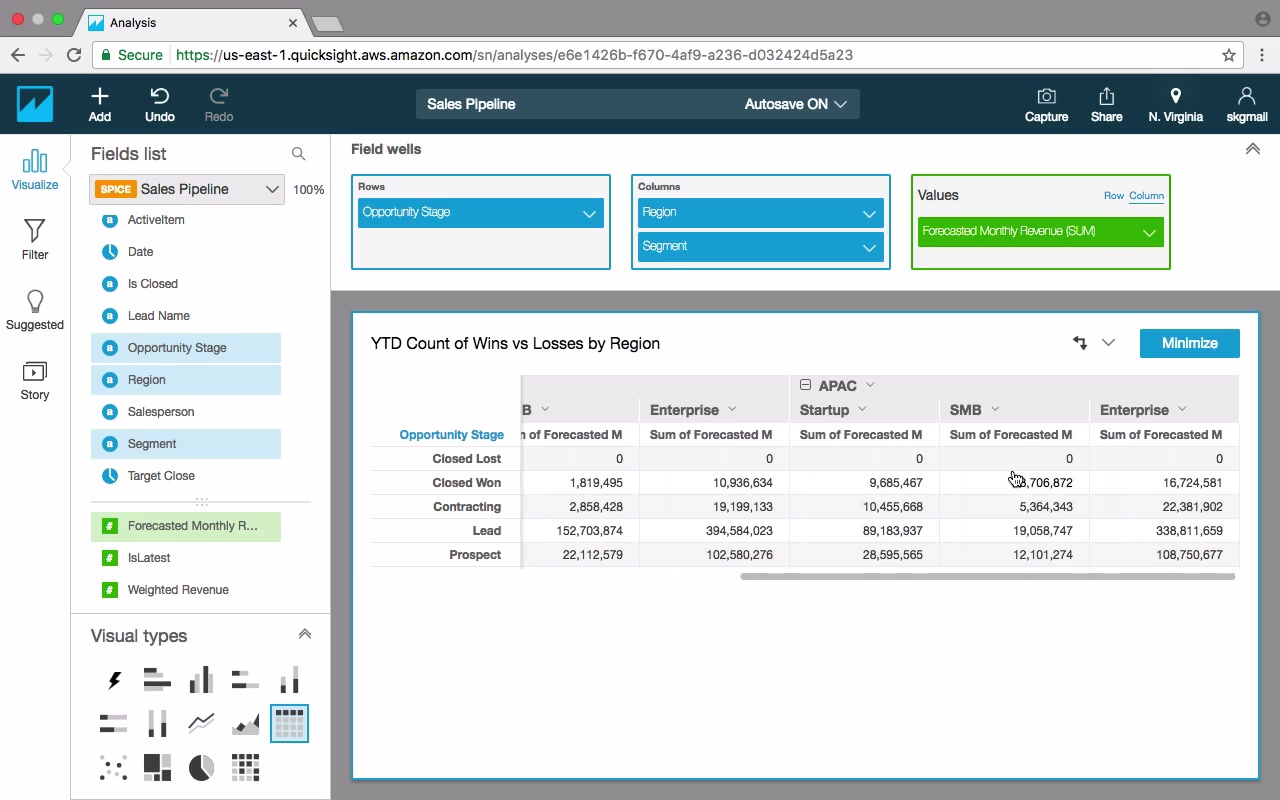 Analysis
Secure https://us-east-1.quicksight.aws.amazon.com/sn/analyses/e6e1426b-f670-4af9-a236-d032424d5a23
Add Undo Redo Sales Pipeline Autosave ON Capture Share N. Virginia skgmail
Visualize
Filter
Suggested
Story
Fields list
SPICE Sales Pipeline 100%
ActiveItem
Date
Is Closed
Lead Name
Opportunity Stage
Region
Salesperson
Segment
Target Close
Forecasted Monthly R...
IsLatest
Weighted Revenue
Visual types
Field wells
Rows
Opportunity Stage
Columns
Region
Segment
Values Row Column
Forecasted Monthly Revenue (SUM)
YTD Count of Wins vs Losses by Region Minimize
APAC
B Enterprise Startup SMB Enterprise
Opportunity Stage n of Forecasted M Sum of Forecasted M Sum of Forecasted M Sum of Forecasted M Sum of Forecasted M
Closed Lost 0 0 0 0 0
Closed Won 1,819,495 10,936,634 9,685,467 ,706,872 16,724,581
Contracting 2,858,428 19,199,133 10,455,668 5,364,343 22,381,902
Lead 152,703,874 394,584,023 89,183,937 19,058,747 338,811,659
Prospect 22,112,579 102,580,276 28,595,565 12,101,274 108,750,677